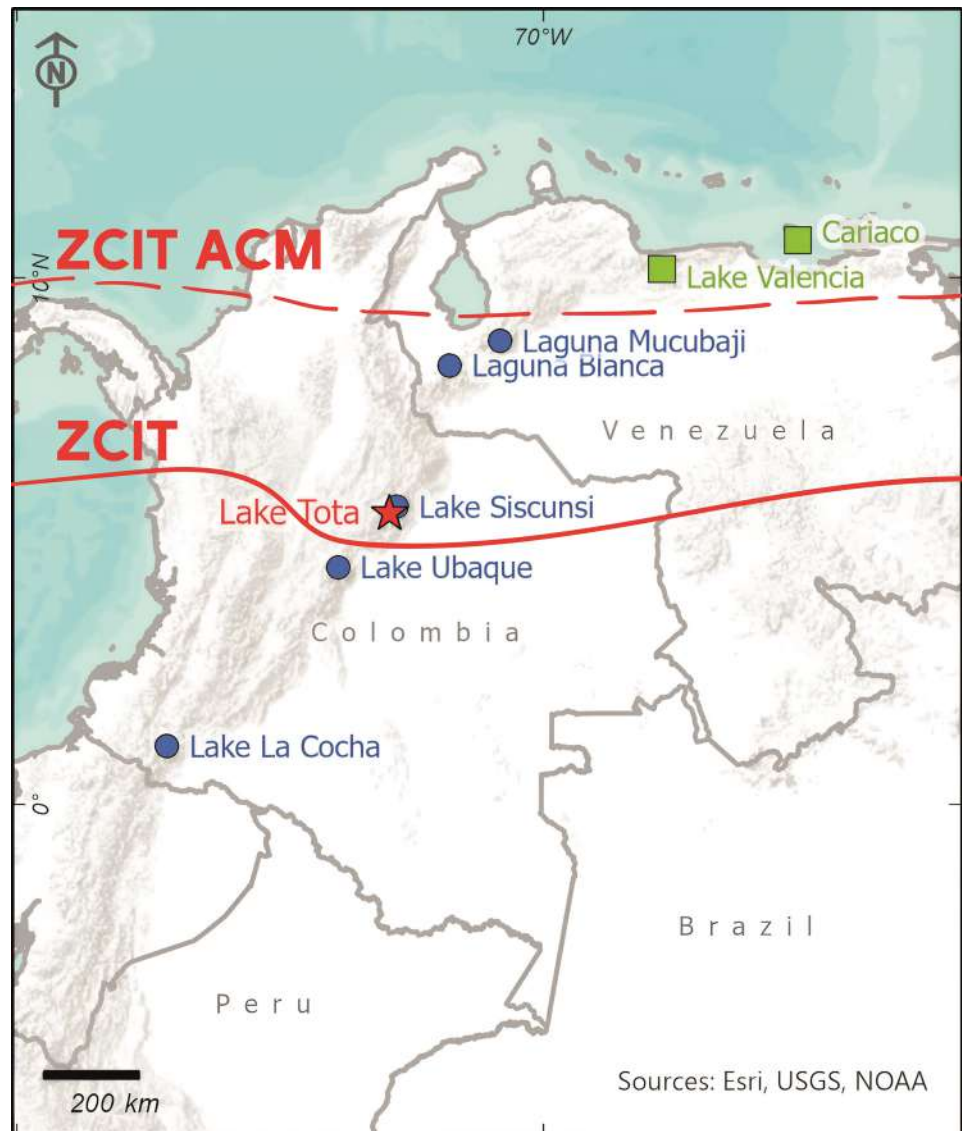 N
70°W
ZCIT ACM
10°N
Cariaco
Lake Valencia
Laguna Mucubaji
Laguna Blanca
Venezuela
ZCIT
Lake Tota
Lake Siscunsi
Lake Ubaque
Colombia
Lake La Cocha
0°
Brazil
Peru
Sources: Esri, USGS, NOAA
200 km